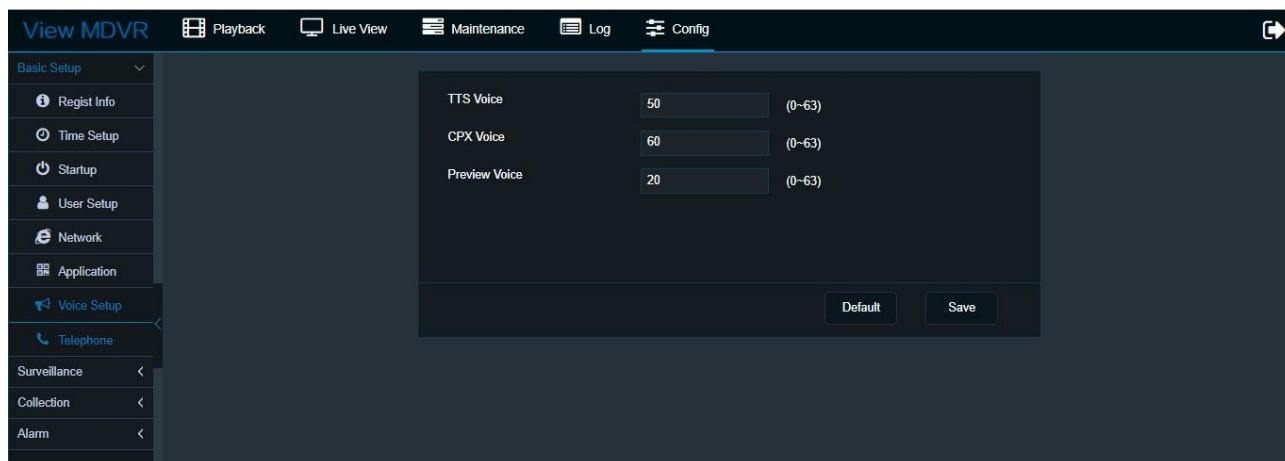 View MDVR
Playback
Live View
Maintenance
Log
Config
Basic Setup
Regist Info
Time Setup
Startup
User Setup
Network
Application
Voice Setup
Telephone
Surveillance
Collection
Alarm
TTS Voice 50 (0~63)
CPX Voice 60 (0~63)
Preview Voice 20 (0~63)
Default Save